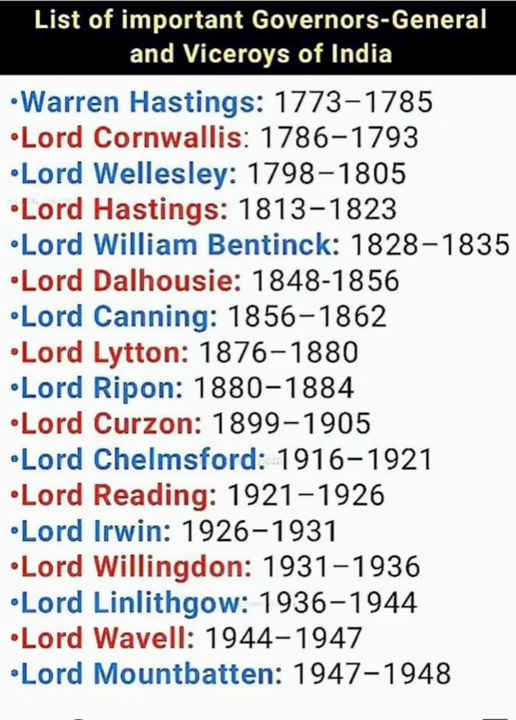 List of important Governors-General
and Viceroys of India
•Warren Hastings: 1773–1785
•Lord Cornwallis: 1786–1793
•Lord Wellesley: 1798–1805
•Lord Hastings: 1813–1823
•Lord William Bentinck: 1828–1835
•Lord Dalhousie: 1848-1856
•Lord Canning: 1856–1862
•Lord Lytton: 1876–1880
•Lord Ripon: 1880–1884
•Lord Curzon: 1899–1905
•Lord Chelmsford: 1916–1921
•Lord Reading: 1921–1926
•Lord Irwin: 1926–1931
•Lord Willingdon: 1931–1936
•Lord Linlithgow: 1936–1944
•Lord Wavell: 1944–1947
•Lord Mountbatten: 1947–1948